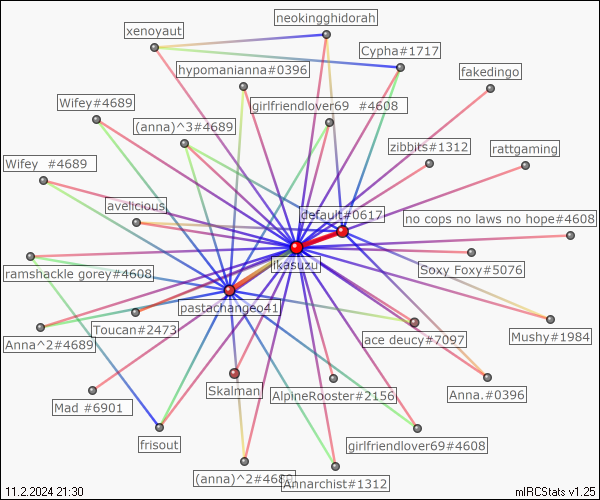 neokingghidorah
xenoyaut
Cypha#1717
hypomanianna#0396
fakedingo
Wifey#4689
girlfriendlover69 #4608
(anna)^3#4689
zibbits#1312
rattgaming
Wifey #4689
avelicious
default#0617
no cops no laws no hope#4608
likasuzu
ramshackle gorey#4608
Soxy Foxy#5076
pastachangeo41
Toucan#2473
Anna^2#4689
ace deucy#7097
Mushy#1984
Skalman
AlpineRooster#2156
Anna.#0396
Mad #6901
frisout
girlfriendlover69#4608
(anna)^2#4689
Annarchist#1312
11.2.2024 21:30
mIRCStats v1.25